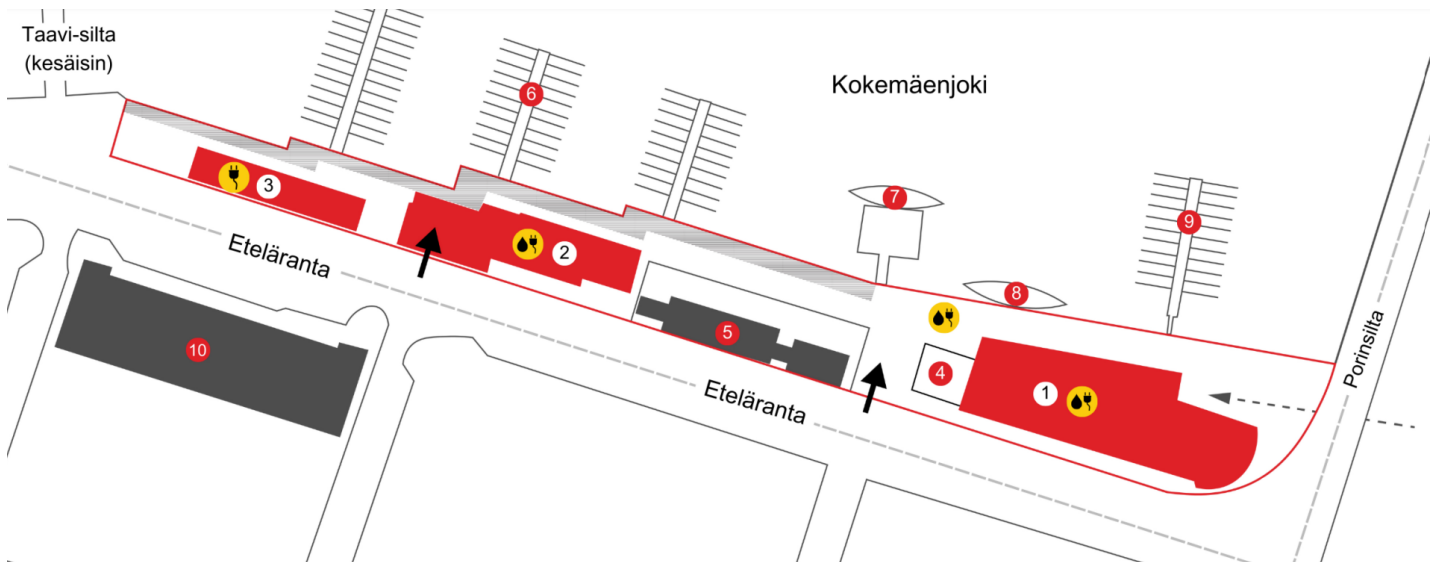 Taavi-silta
(kesäisin)
Kokemäenjoki
6
3
7
9
2
Eteläranta
8
5
10
4
1
Eteläranta
Porinsilta